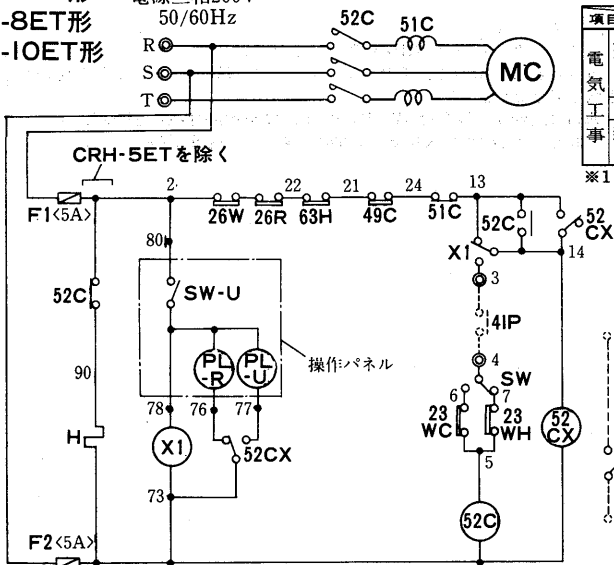 電源三相200V
50/60Hz
-8ET形
-10ET形
52C
51C
R
S
T
MC
項目
電気工事
※1
CRH-5ETを除く
F1<5A>
2
26W
26R
22
63H
21
49C
24
51C
13
52C
52
CX
14
X1
80
SW-U
3
41P
52C
操作パネル
PL
-R
PL
-U
4
SW
6
7
90
23
WC
23
WH
52
CX
78
76
77
H
X1
52CX
5
73
52C
F2<5A>